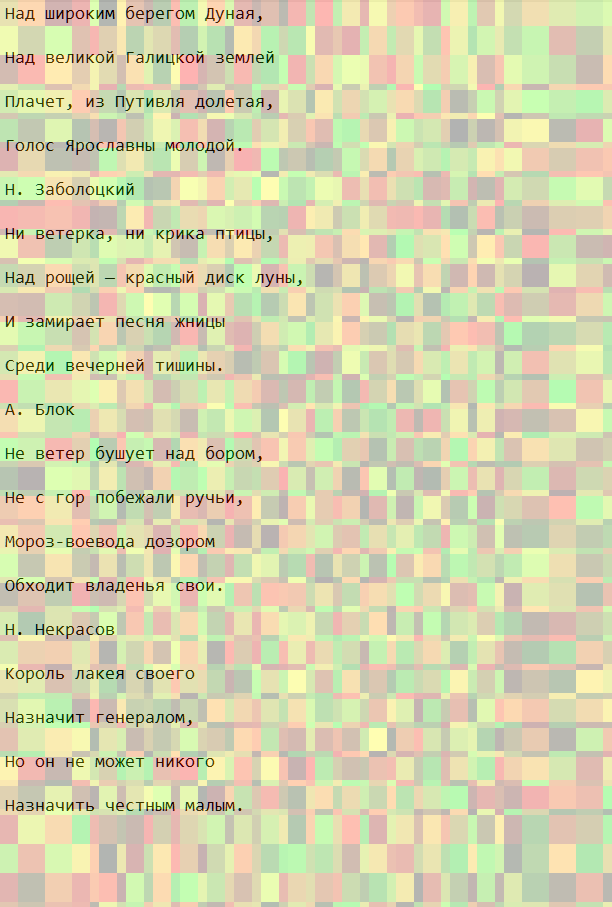 Над широким берегом Дуная,
Над великой Галицкой землей
Плачет, из Путивля долетая,
Голос Ярославны молодой.
Н. Заболоцкий
Ни ветерка, ни крика птицы,
Над рощей — красный диск луны,
И замирает песня жницы
Среди вечерней тишины.
А. Блок
Не ветер бушует над бором,
Не с гор побежали ручьи,
Мороз-воевода дозором
Обходит владенья свои.
Н. Некрасов
Король лакея своего
Назначит генералом,
Но он не может никого
Назначить честным малым.